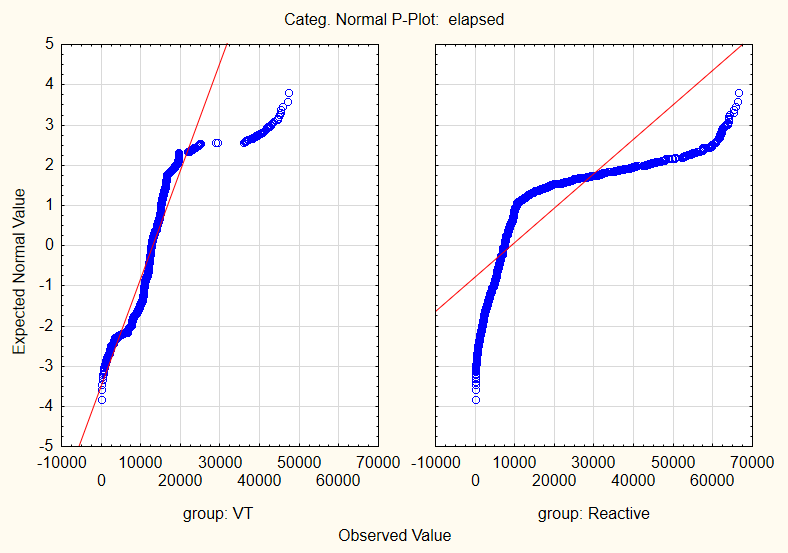 Categ. Normal P-Plot:  elapsed
Expected Normal Value
5
4
3
2
1
0
-1
-2
-3
-4
-5
-10000 10000 30000 50000 70000
0 20000 40000 60000
-10000 10000 30000 50000 70000
0 20000 40000 60000
group: VT
group: Reactive
Observed Value